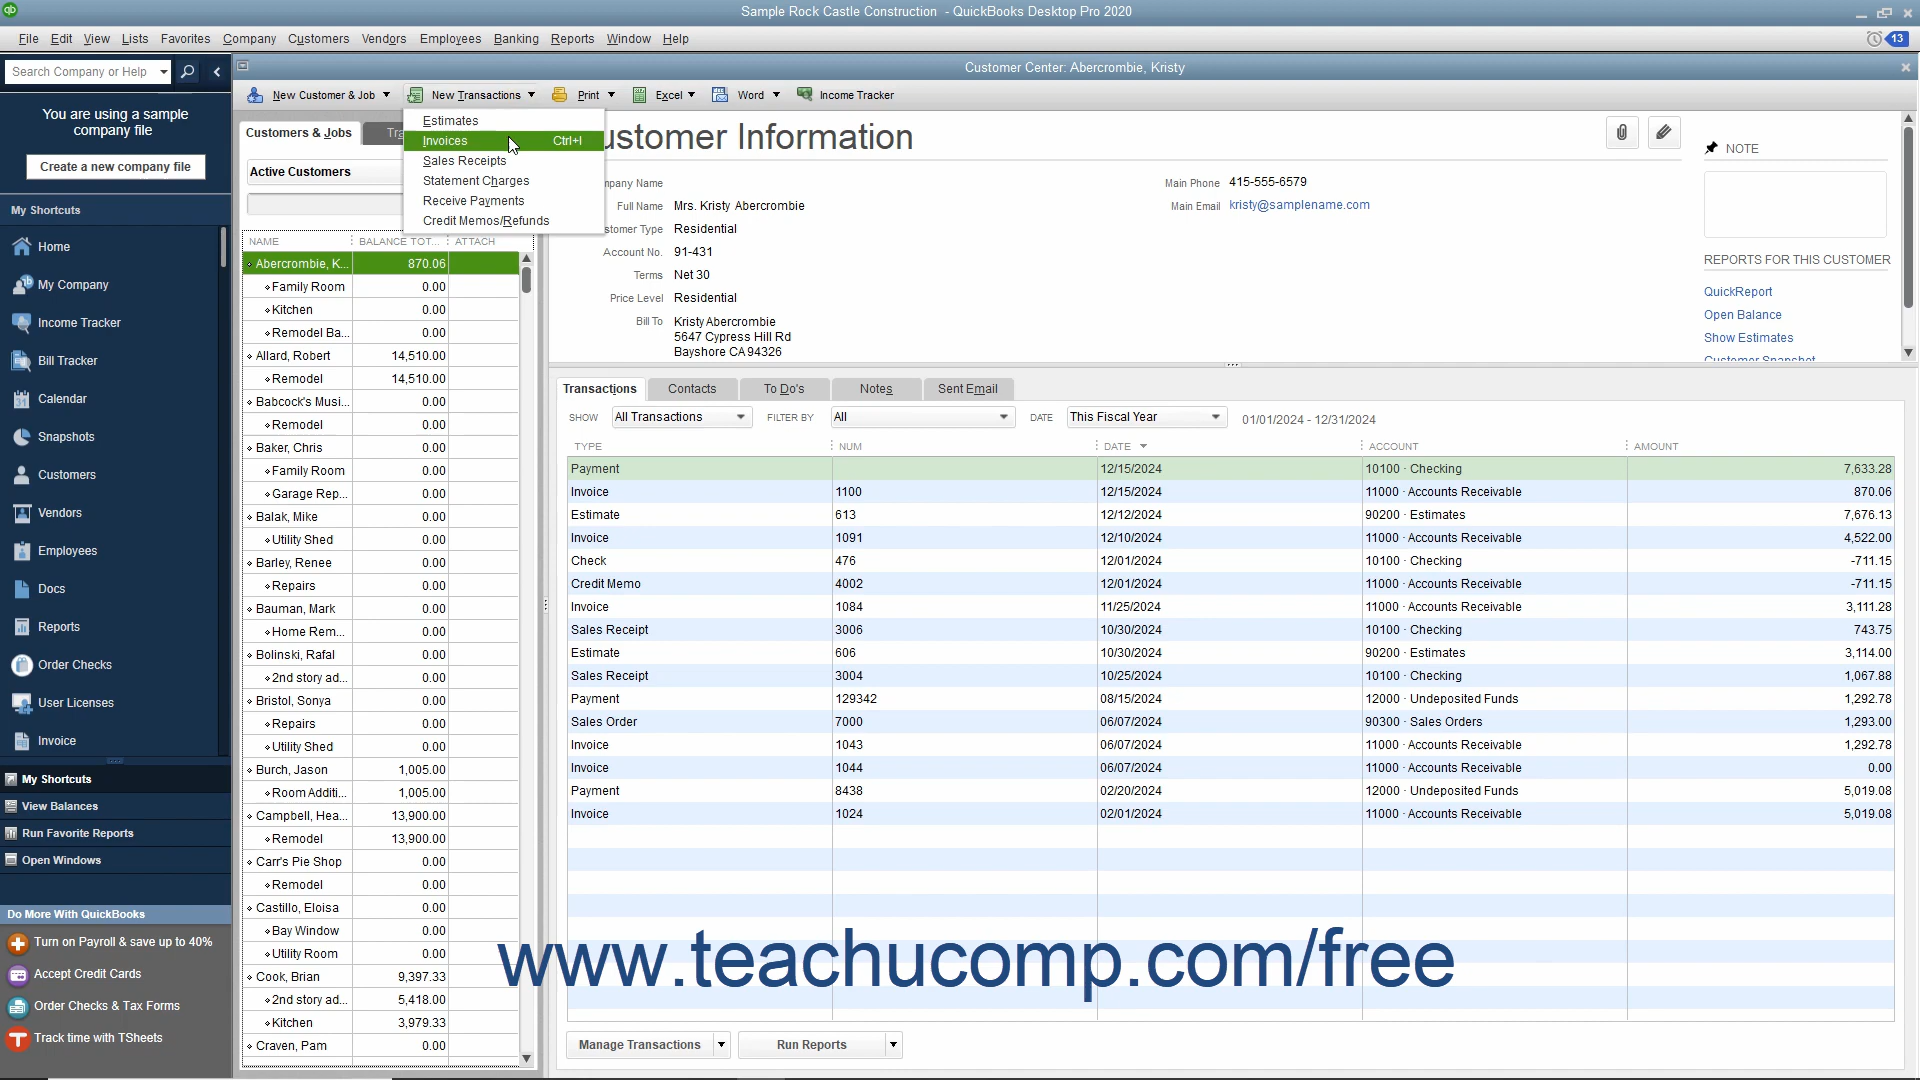 Sample Rock Castle Construction - QuickBooks Desktop Pro 2020
File Edit View Lists Favorites Company Customers Vendors Employees Banking Reports Window Help
13
Search Company or Help
Customer Center: Abercrombie, Kristy
You are using a sample
company file
Create a new company file
My Shortcuts
Home
My Company
Income Tracker
Bill Tracker
Calendar
Snapshots
Customers
Vendors
Employees
Docs
Reports
Order Checks
User Licenses
Invoice
My Shortcuts
View Balances
Run Favorite Reports
Open Windows
Do More With QuickBooks
Turn on Payroll & save up to 40%
Accept Credit Cards
Order Checks & Tax Forms
Track time with TSheets
New Customer & Job New Transactions Print Excel Word Income Tracker
Estimates
Invoices Ctrl+I
Sales Receipts
Statement Charges
Receive Payments
Credit Memos/Refunds
Customers & Jobs Tra
Active Customers
NAME BALANCE TOT... ATTACH
Abercrombie, K... 870.06
Family Room 0.00
Kitchen 0.00
Remodel Ba... 0.00
Allard, Robert 14,510.00
Remodel 14,510.00
Babcock's Musi... 0.00
Remodel 0.00
Baker, Chris 0.00
Family Room 0.00
Garage Rep... 0.00
Balak, Mike 0.00
Utility Shed 0.00
Barley, Renee 0.00
Repairs 0.00
Bauman, Mark 0.00
Home Rem... 0.00
Bolinski, Rafal 0.00
2nd story ad... 0.00
Bristol, Sonya 0.00
Repairs 0.00
Utility Shed 0.00
Burch, Jason 1,005.00
Room Additi... 1,005.00
Campbell, Hea... 13,900.00
Remodel 13,900.00
Carr's Pie Shop 0.00
Remodel 0.00
Castillo, Eloisa 0.00
Bay Window 0.00
Utility Room 0.00
Cook, Brian 9,397.33
2nd story ad... 5,418.00
Kitchen 3,979.33
Craven, Pam 0.00
ustomer Information
mpany Name
Full Name Mrs. Kristy Abercrombie
stomer Type Residential
Account No. 91-431
Terms Net 30
Price Level Residential
Bill To Kristy Abercrombie
5647 Cypress Hill Rd
Bayshore CA 94326
Main Phone 415-555-6579
Main Email kristy@samplename.com
NOTE
REPORTS FOR THIS CUSTOMER
QuickReport
Open Balance
Show Estimates
Customer Snapshot
Transactions Contacts To Do's Notes Sent Email
SHOW All Transactions FILTER BY All DATE This Fiscal Year 01/01/2024 - 12/31/2024
TYPE NUM DATE ACCOUNT AMOUNT
Payment 12/15/2024 10100 · Checking 7,633.28
Invoice 1100 12/15/2024 11000 · Accounts Receivable 870.06
Estimate 613 12/12/2024 90200 · Estimates 7,676.13
Invoice 1091 12/10/2024 11000 · Accounts Receivable 4,522.00
Check 476 12/01/2024 10100 · Checking -711.15
Credit Memo 4002 12/01/2024 11000 · Accounts Receivable -711.15
Invoice 1084 11/25/2024 11000 · Accounts Receivable 3,111.28
Sales Receipt 3006 10/30/2024 10100 · Checking 743.75
Estimate 606 10/30/2024 90200 · Estimates 3,114.00
Sales Receipt 3004 10/25/2024 10100 · Checking 1,067.88
Payment 129342 08/15/2024 12000 · Undeposited Funds 1,292.78
Sales Order 7000 06/07/2024 90300 · Sales Orders 1,293.00
Invoice 1043 06/07/2024 11000 · Accounts Receivable 1,292.78
Invoice 1044 06/07/2024 11000 · Accounts Receivable 0.00
Payment 8438 02/20/2024 12000 · Undeposited Funds 5,019.08
Invoice 1024 02/01/2024 11000 · Accounts Receivable 5,019.08
www.teachucomp.com/free
Manage Transactions Run Reports